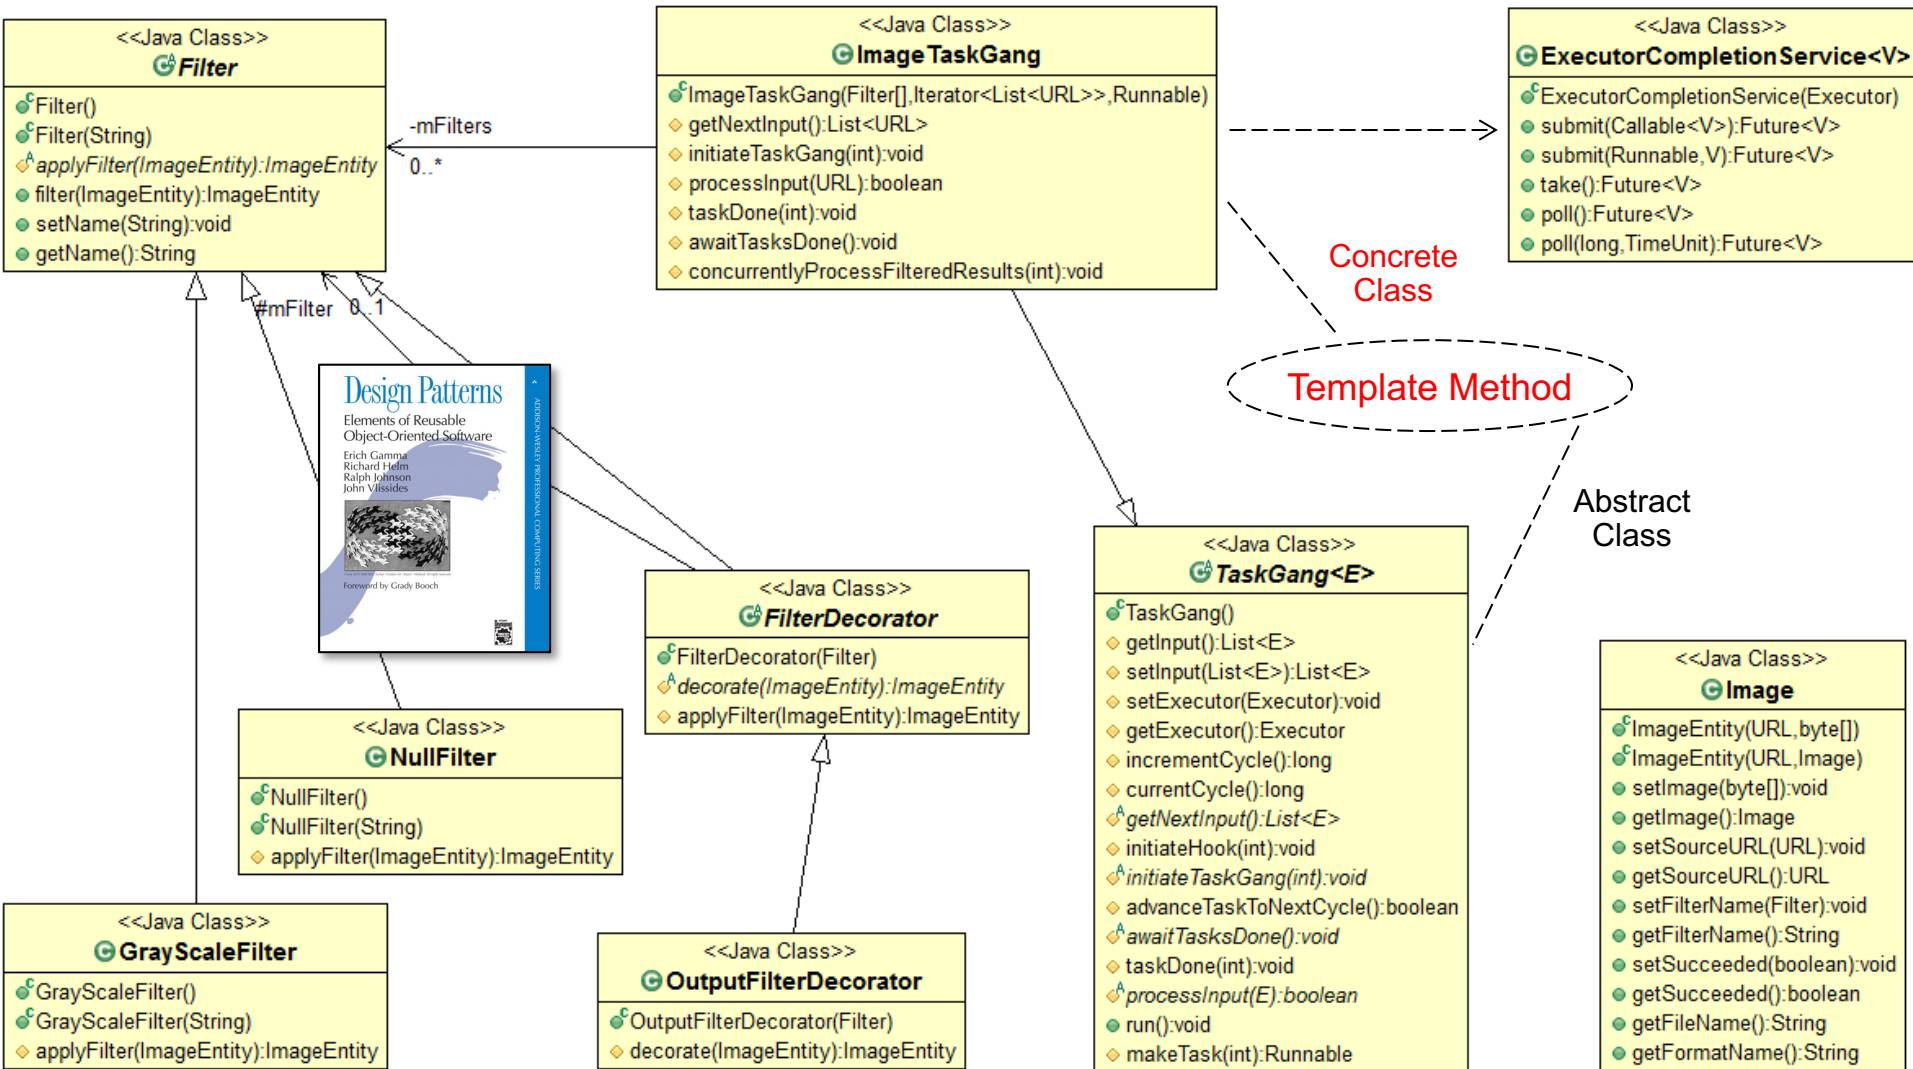 <<Java Class>>
Filter
Filter()
Filter(String)
applyFilter(ImageEntity):ImageEntity
filter(ImageEntity):ImageEntity
setName(String):void
getName():String
-mFilters
0..*
#mFilter 0..1
<<Java Class>>
ImageTaskGang
ImageTaskGang(Filter[],Iterator<List<URL>>,Runnable)
getNextInput():List<URL>
initiateTaskGang(int):void
processInput(URL):boolean
taskDone(int):void
awaitTasksDone():void
concurrentlyProcessFilteredResults(int):void
<<Java Class>>
ExecutorCompletionService<V>
ExecutorCompletionService(Executor)
submit(Callable<V>):Future<V>
submit(Runnable,V):Future<V>
take():Future<V>
poll():Future<V>
poll(long,TimeUnit):Future<V>
Concrete
Class
Template Method
Abstract
Class
Design Patterns
Elements of Reusable
Object-Oriented Software
Erich Gamma
Richard Helm
Ralph Johnson
John Vlissides
Foreword by Grady Booch
ADDISON-WESLEY PROFESSIONAL COMPUTING SERIES
<<Java Class>>
FilterDecorator
FilterDecorator(Filter)
decorate(ImageEntity):ImageEntity
applyFilter(ImageEntity):ImageEntity
<<Java Class>>
NullFilter
NullFilter()
NullFilter(String)
applyFilter(ImageEntity):ImageEntity
<<Java Class>>
GrayScaleFilter
GrayScaleFilter()
GrayScaleFilter(String)
applyFilter(ImageEntity):ImageEntity
<<Java Class>>
OutputFilterDecorator
OutputFilterDecorator(Filter)
decorate(ImageEntity):ImageEntity
<<Java Class>>
TaskGang<E>
TaskGang()
getInput():List<E>
setInput(List<E>):List<E>
setExecutor(Executor):void
getExecutor():Executor
incrementCycle():long
currentCycle():long
getNextInput():List<E>
initiateHook(int):void
initiateTaskGang(int):void
advanceTaskToNextCycle():boolean
awaitTasksDone():void
taskDone(int):void
processInput(E):boolean
run():void
makeTask(int):Runnable
<<Java Class>>
Image
ImageEntity(URL,byte[])
ImageEntity(URL,Image)
setImage(byte[]):void
getImage():Image
setSourceURL(URL):void
getSourceURL():URL
setFilterName(Filter):void
getFilterName():String
setSucceeded(boolean):void
getSucceeded():boolean
getFileName():String
getFormatName():String